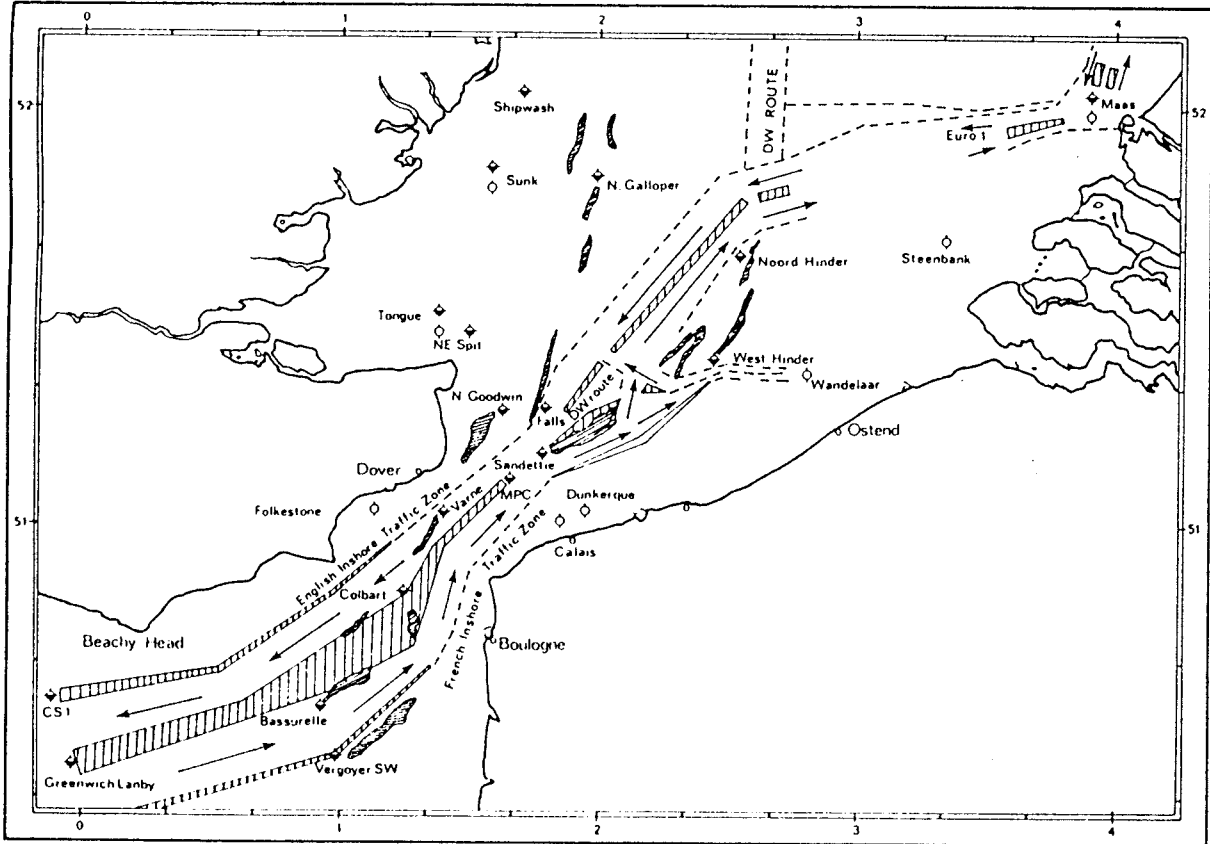 0 1 2 3 4
52
52
Shipwash
DW ROUTE
Maas
Euro 1
Sunk
N. Galloper
Noord Hinder
Steenbank
Tongue
NE Spit
West Hinder
Wandelaar
DW route
N Goodwin
Falls
Ostend
Dover
Sandettie
MPC
Varne
Dunkerque
Folkestone
51
51
Calais
English Inshore Traffic Zone
French Inshore Traffic Zone
Colbart
Beachy Head
Boulogne
CS 1
Bassurelle
Vergoyer SW
Greenwich Lanby
0 1 2 3 4